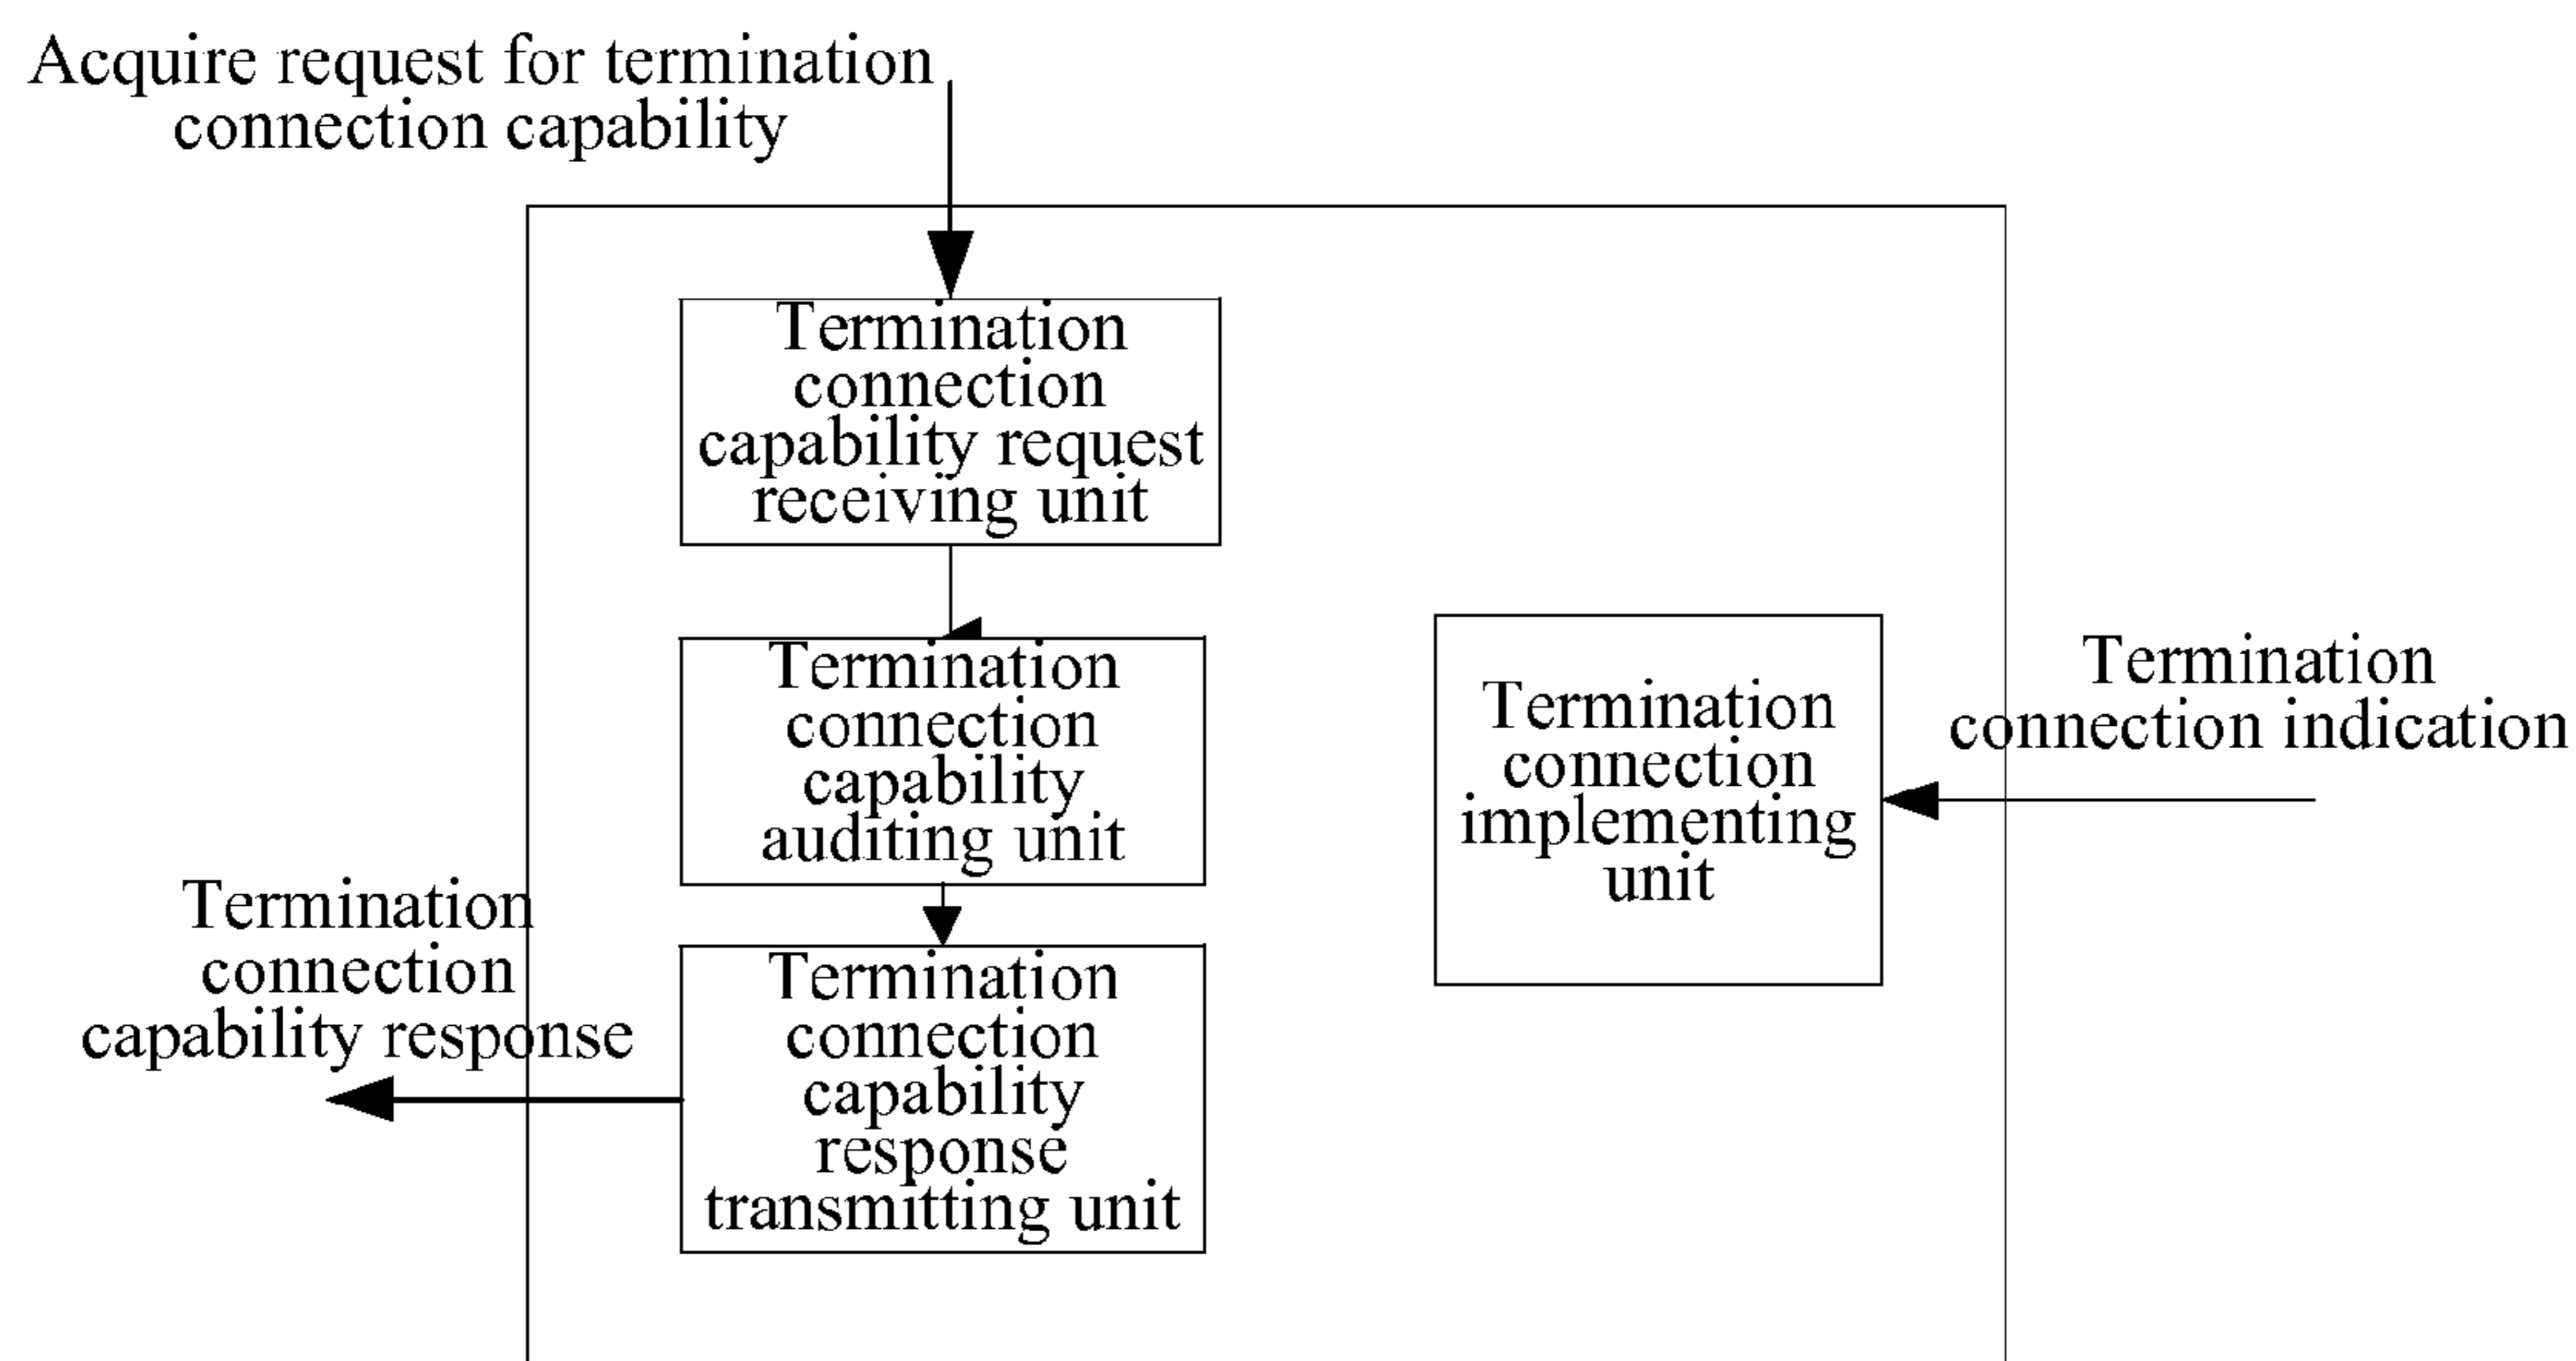 Acquire request for termination
connection capability
Termination
connection
capability request
receiving unit
Termination
connection
capability
auditing unit
Termination
connection
capability
response
transmitting unit
Termination
connection
capability response
Termination
connection
implementing
unit
Termination
connection indication